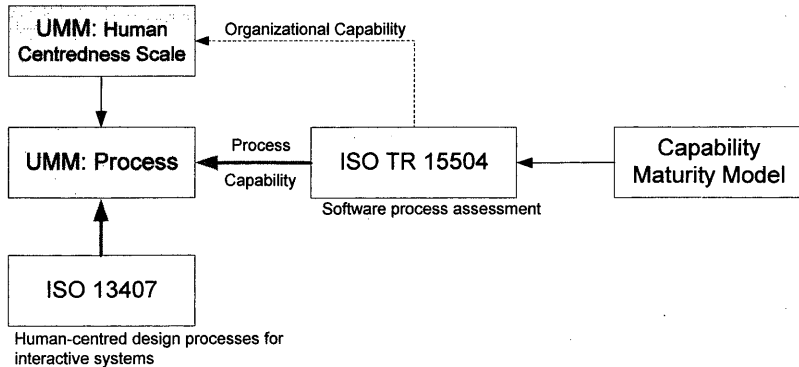 UMM: Human
Centredness Scale
Organizational Capability
UMM: Process
Process
Capability
ISO TR 15504
Software process assessment
Capability
Maturity Model
ISO 13407
Human-centred design processes for
interactive systems